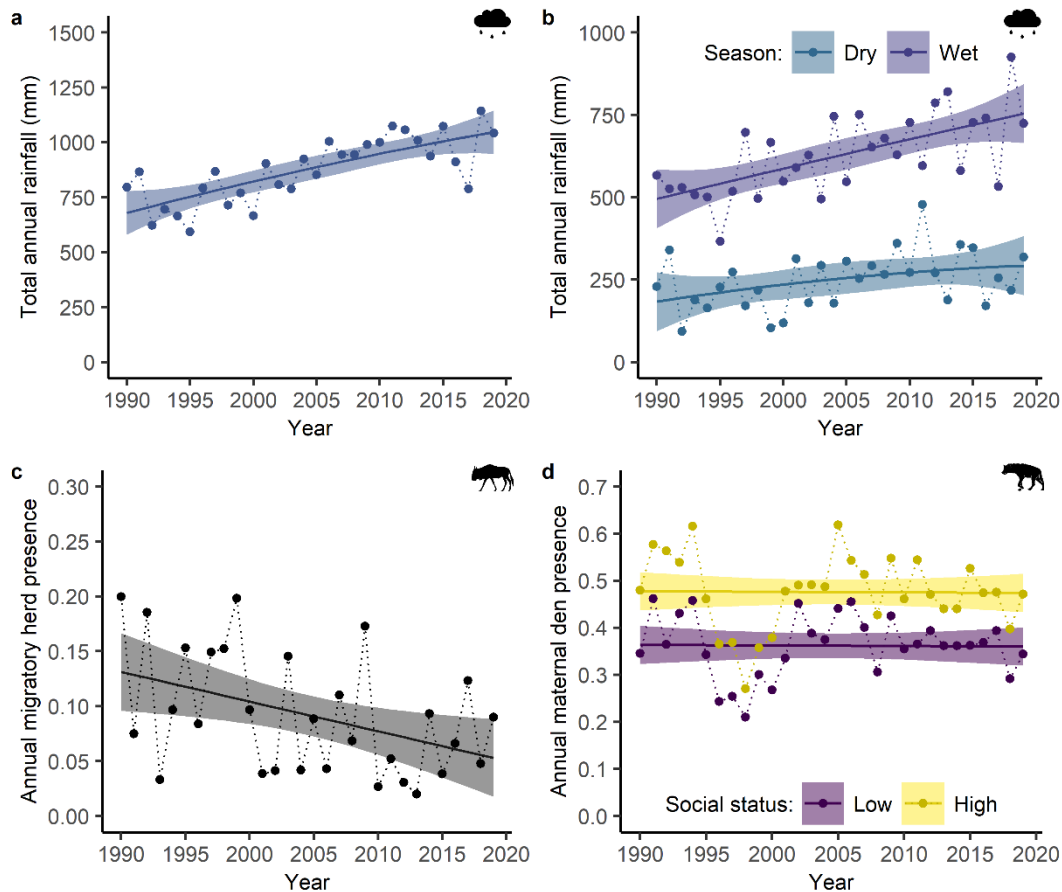 a
1500
1250
1000
750
500
250
0
Total annual rainfall (mm)
1990 1995 2000 2005 2010 2015 2020
Year
b
1000
750
500
250
0
Total annual rainfall (mm)
Season: Dry Wet
1990 1995 2000 2005 2010 2015 2020
Year
c
0.30
0.25
0.20
0.15
0.10
0.05
0.00
Annual migratory herd presence
1990 1995 2000 2005 2010 2015 2020
Year
d
0.7
0.6
0.5
0.4
0.3
0.2
0.1
0.0
Annual maternal den presence
Social status: Low High
1990 1995 2000 2005 2010 2015 2020
Year